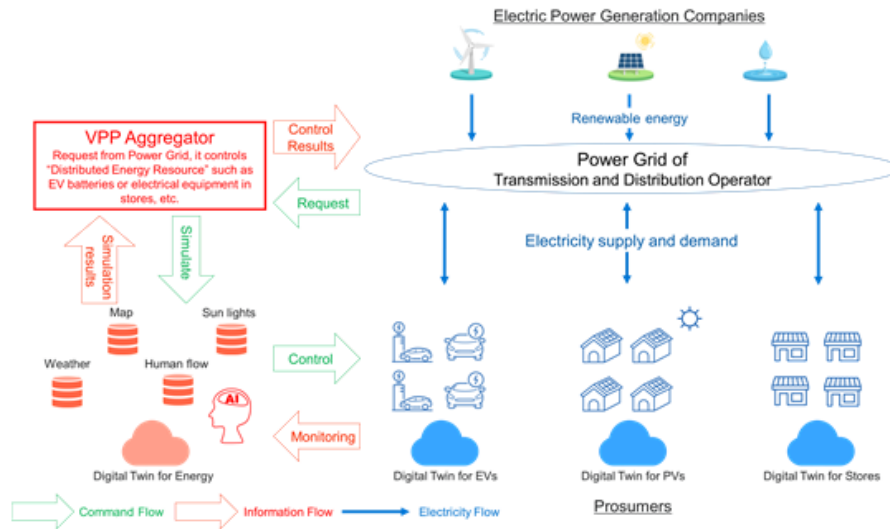 Electric Power Generation Companies
VPP Aggregator
Request from Power Grid, it controls
“Distributed Energy Resource” such as
EV batteries or electrical equipment in
stores, etc.
Control
Results
Renewable energy
Power Grid of
Transmission and Distribution Operator
Request
Simulation
results
Simulate
Electricity supply and demand
Map
Sun lights
Weather
Human flow
AI
Control
Monitoring
Digital Twin for Energy
Digital Twin for EVs
Digital Twin for PVs
Digital Twin for Stores
Command Flow
Information Flow
Electricity Flow
Prosumers